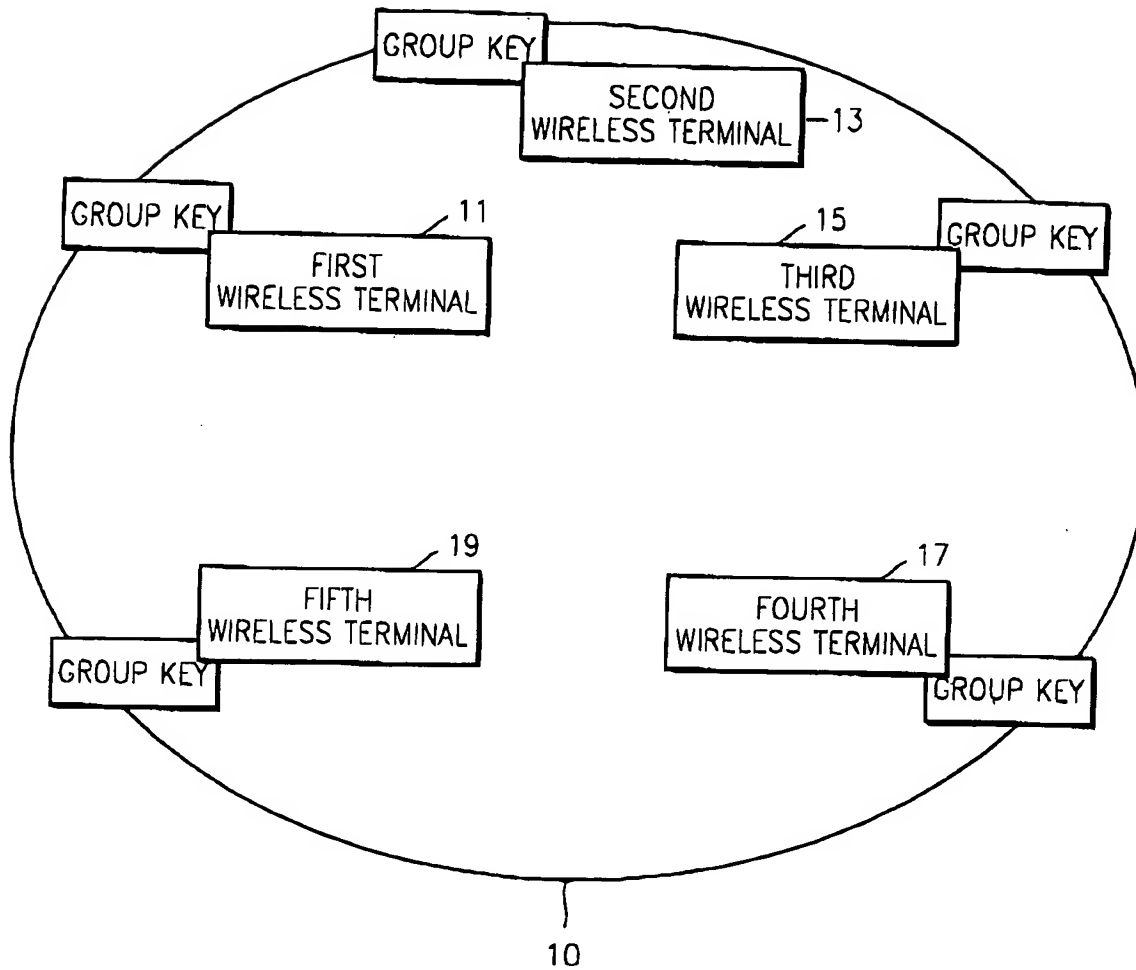 GROUP KEY
SECOND
WIRELESS TERMINAL
13
GROUP KEY
11
FIRST
WIRELESS TERMINAL
15
GROUP KEY
THIRD
WIRELESS TERMINAL
19
FIFTH
WIRELESS TERMINAL
GROUP KEY
17
FOURTH
WIRELESS TERMINAL
GROUP KEY
10